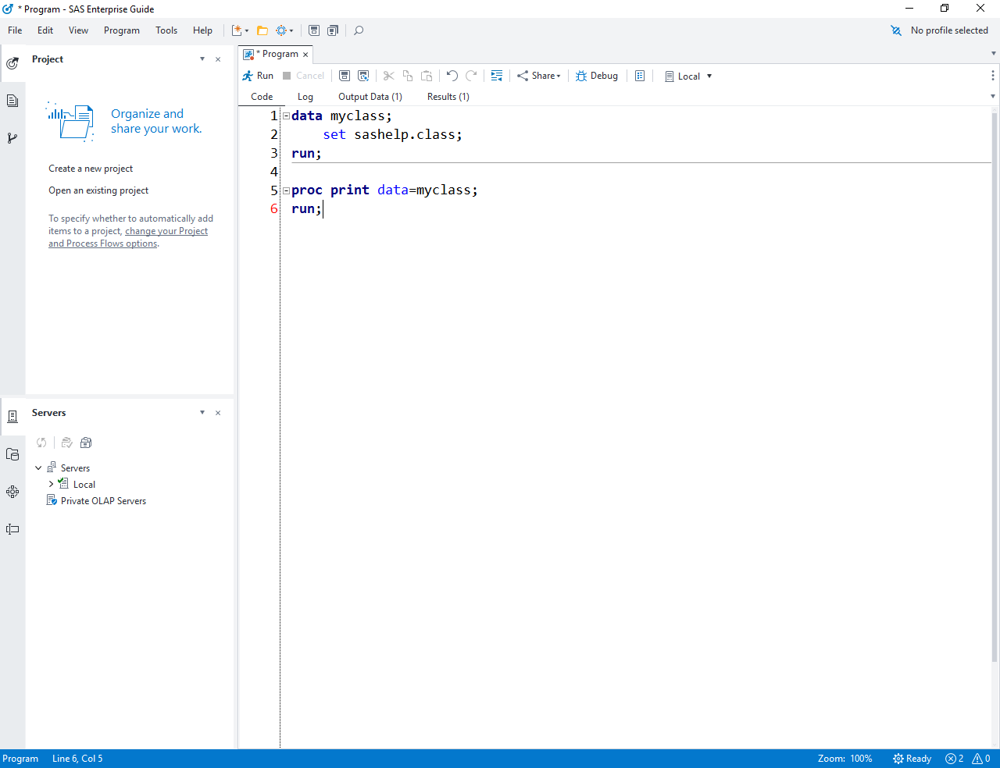 * Program - SAS Enterprise Guide
File Edit View Program Tools Help
No profile selected
Project
Organize and
share your work.
Create a new project
Open an existing project
To specify whether to automatically add
items to a project, change your Project
and Process Flows options.
Servers
Servers
Local
Private OLAP Servers
* Program
Run Cancel Share Debug Local
Code Log Output Data (1) Results (1)
1 data myclass;
2 set sashelp.class;
3 run;
4
5 proc print data=myclass;
6 run;
Program Line 6, Col 5 Zoom: 100% Ready 2 0